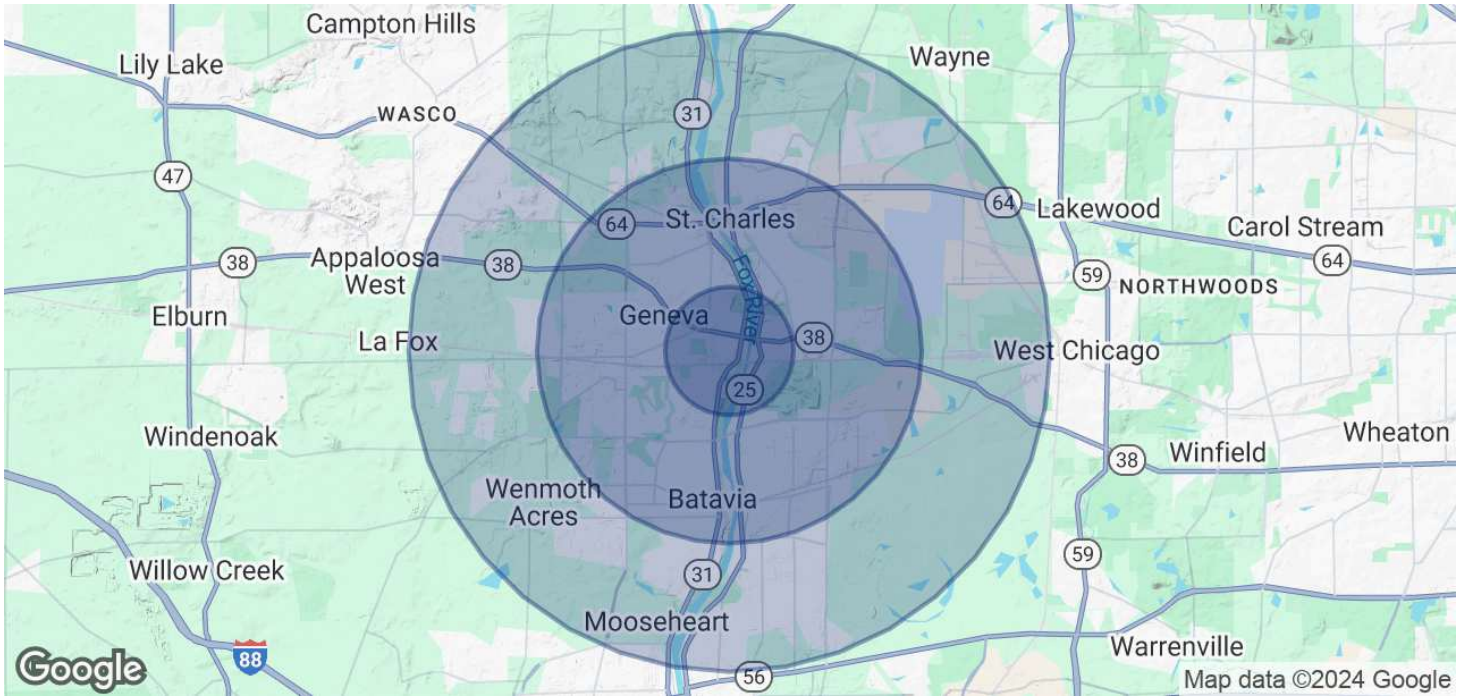 Campton Hills
Wayne
Lily Lake
WASCO
31
47
64
Lakewood
St. Charles
64
Carol Stream
64
38
Appaloosa
West
38
59
NORTHWOODS
Fox River
Elburn
Geneva
38
La Fox
West Chicago
25
Windenoak
Wheaton
Winfield
38
Wenmoth
Acres
Batavia
59
Willow Creek
31
Mooseheart
Warrenville
88
56
Google
Map data ©2024 Google